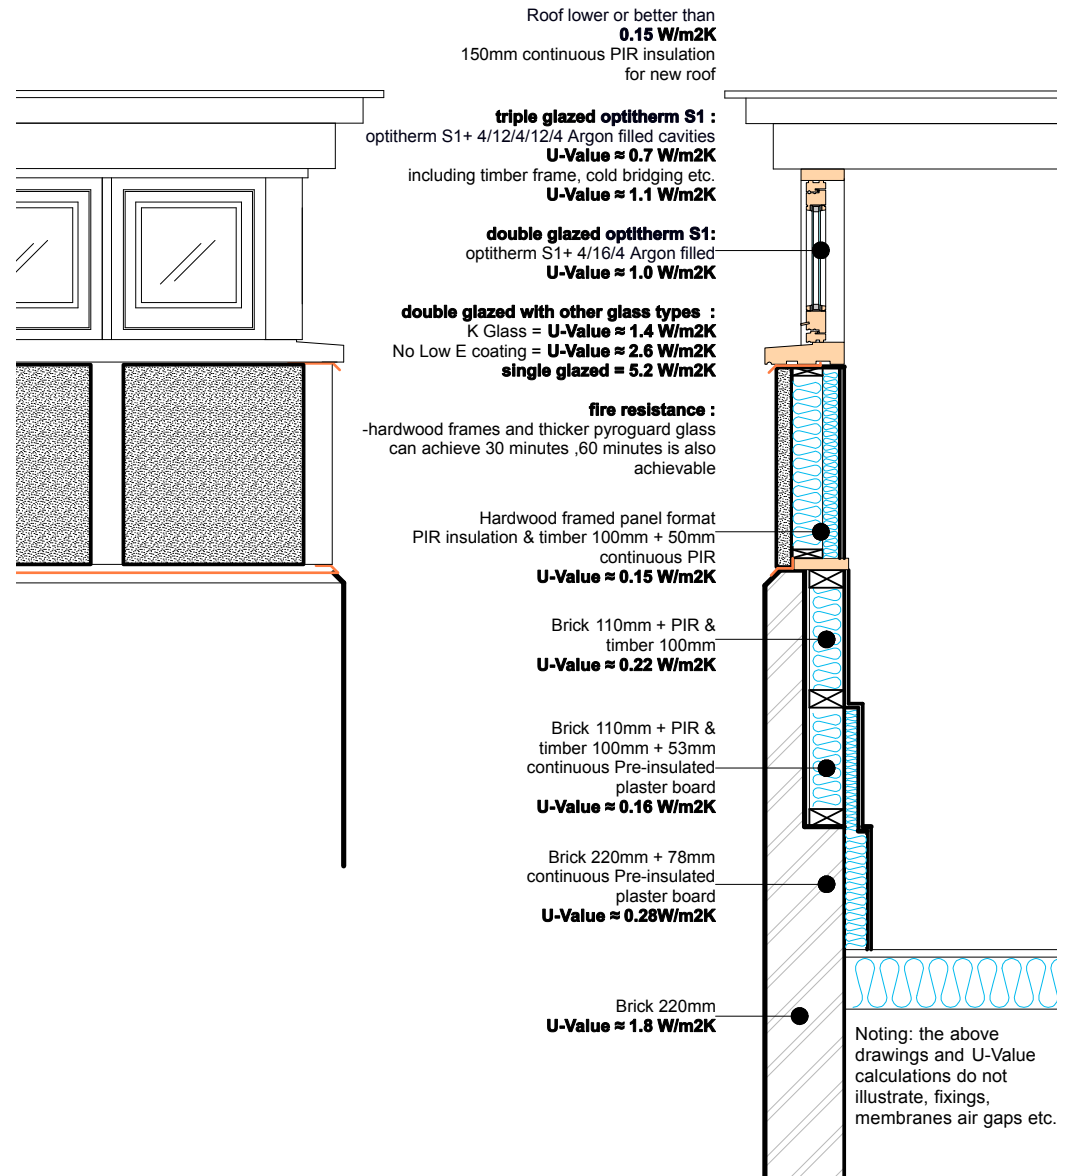 Roof lower or better than
0.15 W/m2K
150mm continuous PIR insulation
for new roof
triple glazed optitherm S1 :
optitherm S1+ 4/12/4/12/4 Argon filled cavities
U-Value ≈ 0.7 W/m2K
including timber frame, cold bridging etc.
U-Value ≈ 1.1 W/m2K
double glazed optitherm S1:
optitherm S1+ 4/16/4 Argon filled
U-Value ≈ 1.0 W/m2K
double glazed with other glass types :
K Glass = U-Value ≈ 1.4 W/m2K
No Low E coating = U-Value ≈ 2.6 W/m2K
single glazed = 5.2 W/m2K
fire resistance :
-hardwood frames and thicker pyroguard glass
can achieve 30 minutes ,60 minutes is also
achievable
Hardwood framed panel format
PIR insulation & timber 100mm + 50mm
continuous PIR
U-Value ≈ 0.15 W/m2K
Brick 110mm + PIR &
timber 100mm
U-Value ≈ 0.22 W/m2K
Brick 110mm + PIR &
timber 100mm + 53mm
continuous Pre-insulated
plaster board
U-Value ≈ 0.16 W/m2K
Brick 220mm + 78mm
continuous Pre-insulated
plaster board
U-Value ≈ 0.28W/m2K
Brick 220mm
U-Value ≈ 1.8 W/m2K
Noting: the above
drawings and U-Value
calculations do not
illustrate, fixings,
membranes air gaps etc.